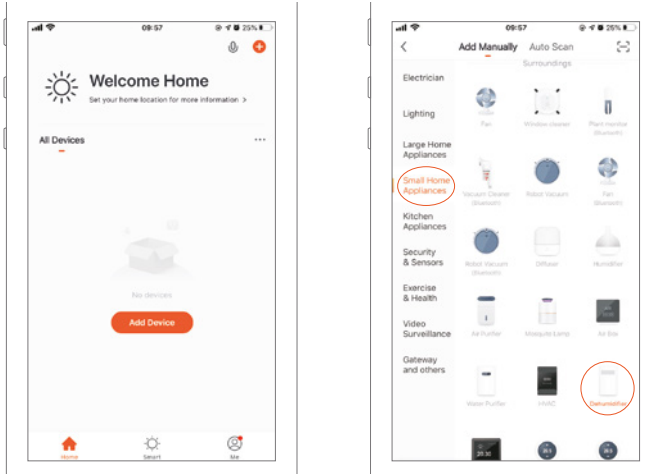 09:57
25%
Welcome Home
Set your home location for more information >
All Devices
No devices
Add Device
Home
Smart
Me
09:57
25%
Add Manually
Auto Scan
Surroundings
Electrician
Lighting
Large Home
Appliances
Small Home
Appliances
Kitchen
Appliances
Security
& Sensors
Exercise
& Health
Video
Surveillance
Gateway
and others
Fan
Window cleaner
Plant monitor
(Bluetooth)
Vacuum Cleaner
(Bluetooth)
Robot Vacuum
Fan
(Bluetooth)
Robot Vacuum
(Bluetooth)
Diffuser
Humidifier
Air Purifier
Mosquito Lamp
Air Box
Water Purifier
HVAC
Dehumidifier